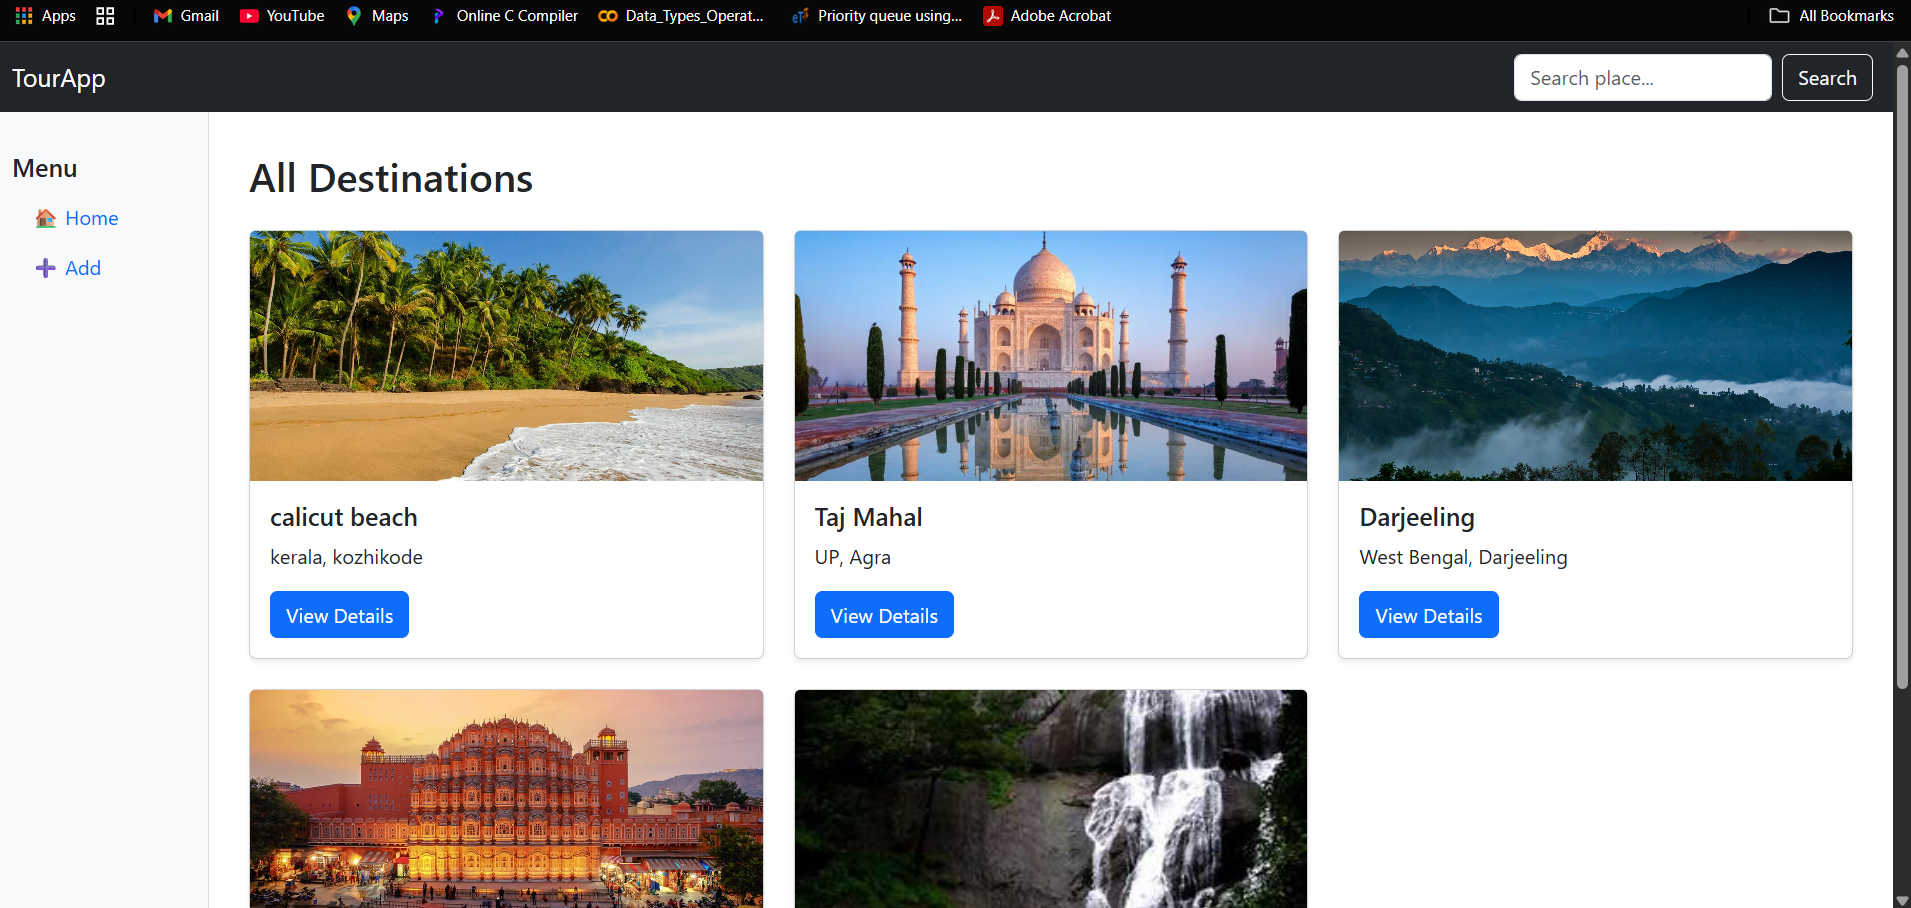 Apps Gmail YouTube Maps Online C Compiler Data_Types_Operat... Priority queue using... Adobe Acrobat All Bookmarks
TourApp Search place... Search
Menu
Home
Add
All Destinations
calicut beach
kerala, kozhikode
View Details
Taj Mahal
UP, Agra
View Details
Darjeeling
West Bengal, Darjeeling
View Details